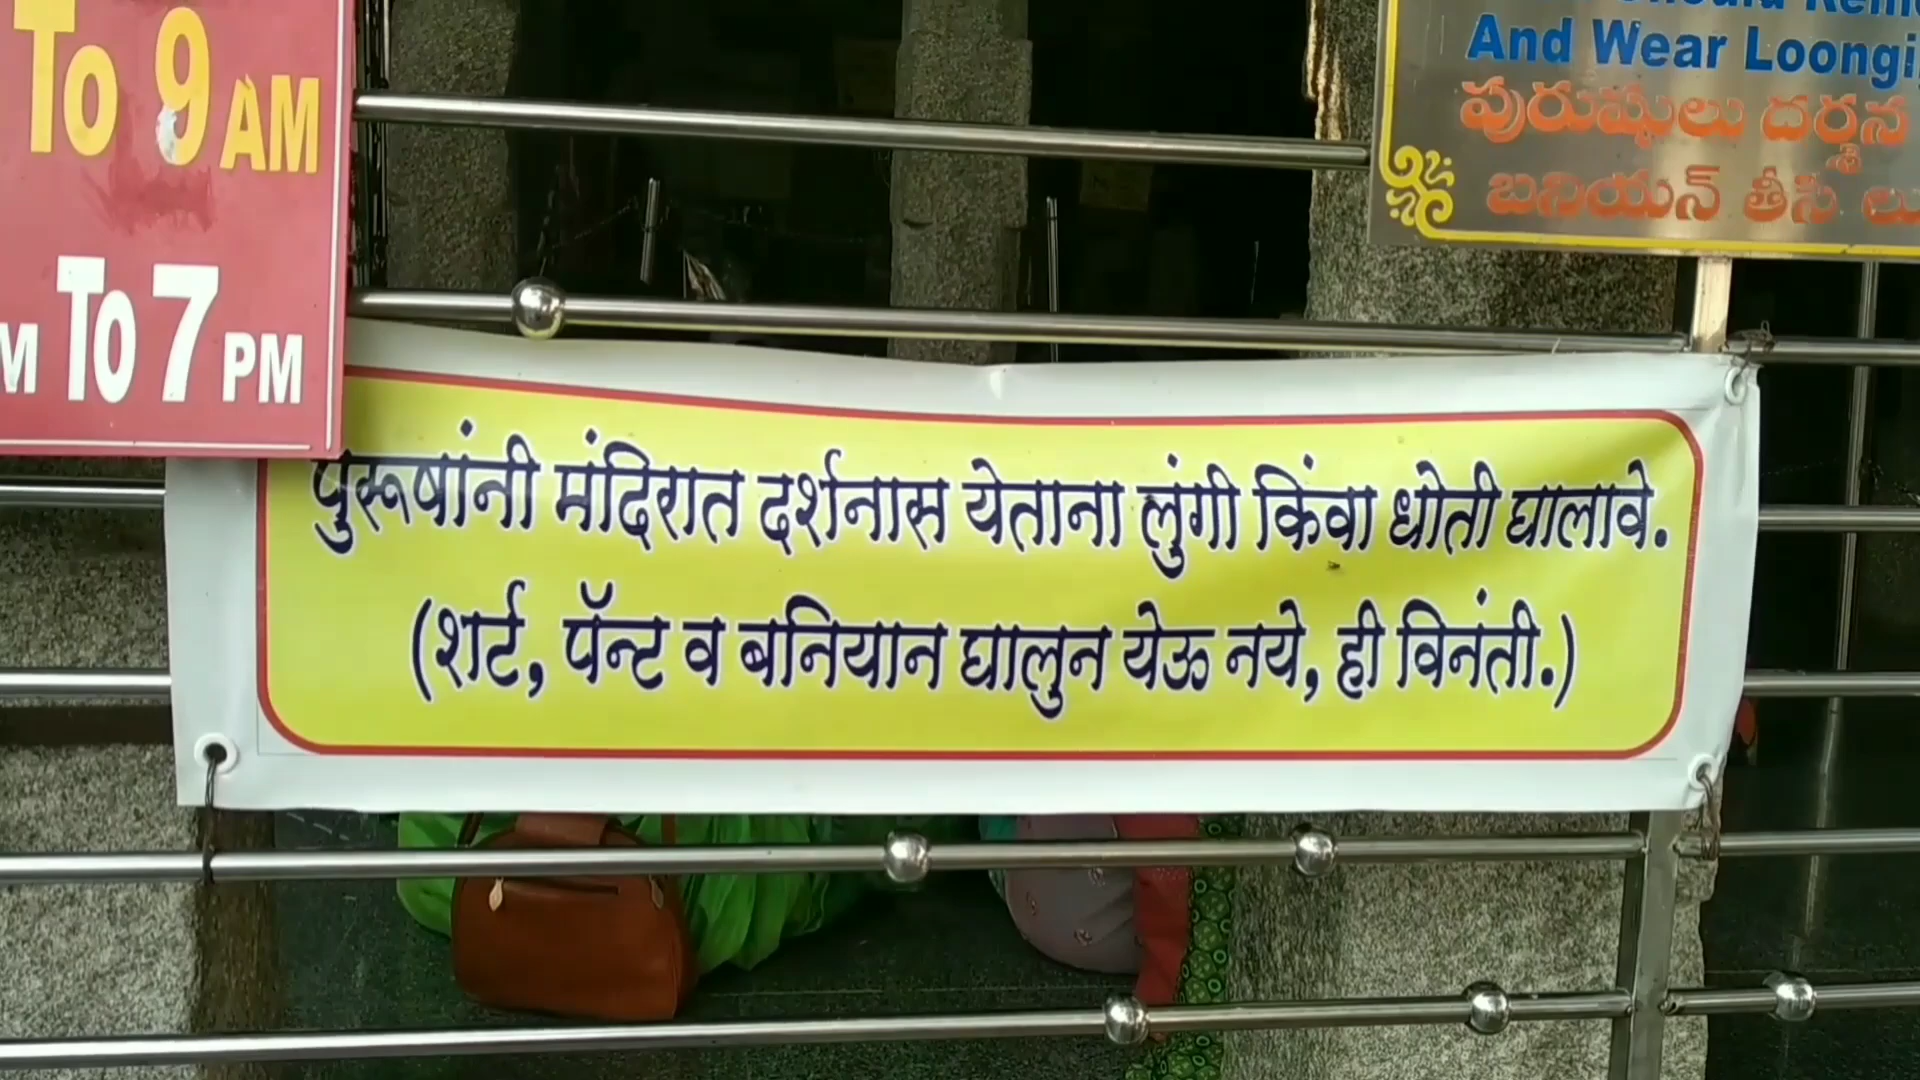 To 9 AM
To 7 PM
And Wear Loongi
పురుషులు దర్శన
బనియన్ తీసి లు
पुरूषांनी मंदिरात दर्शनास येताना लुंगी किंवा धोती घालावे.
(शर्ट, पॅन्ट व बनियान घालुन येऊ नये, ही विनंती.)